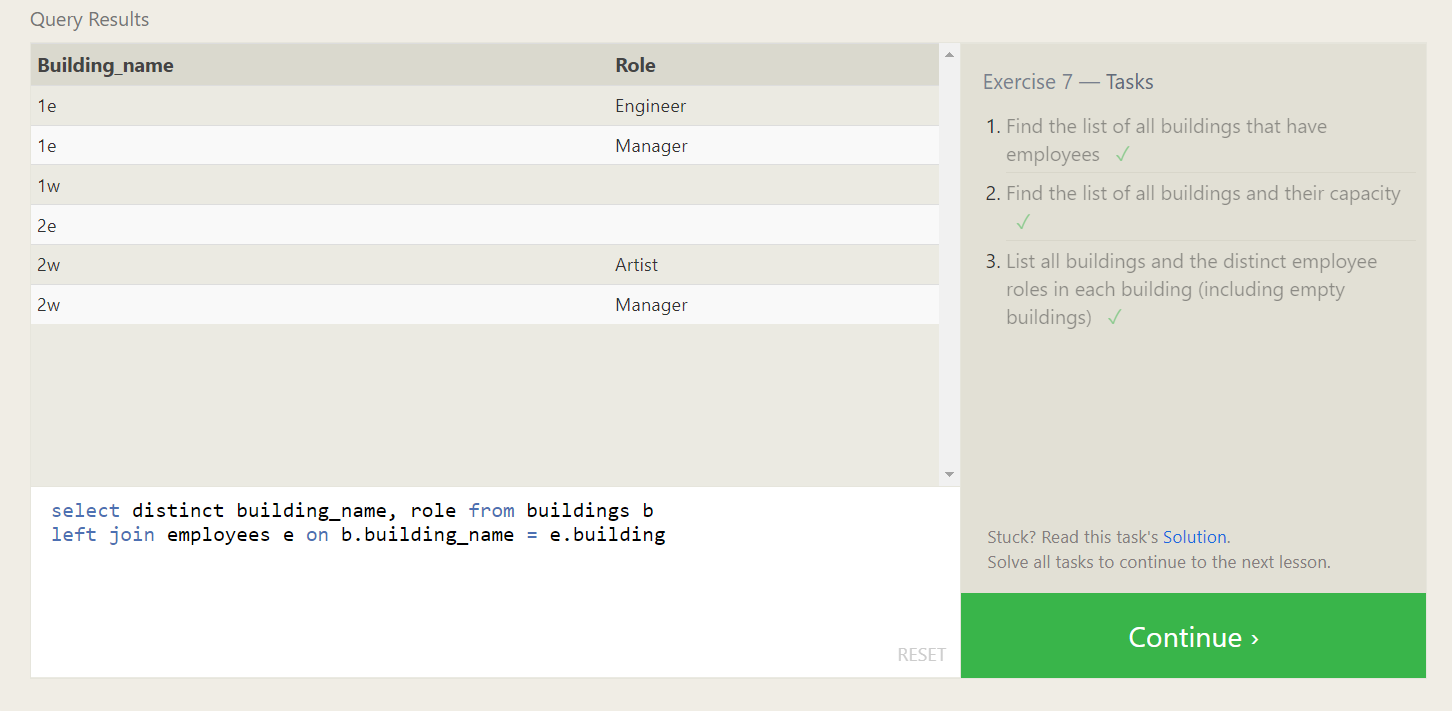 Query Results
Building_name Role
1e Engineer
1e Manager
1w
2e
2w Artist
2w Manager
select distinct building_name, role from buildings b
left join employees e on b.building_name = e.building
RESET
Exercise 7 — Tasks
1. Find the list of all buildings that have
employees ✓
2. Find the list of all buildings and their capacity
✓
3. List all buildings and the distinct employee
roles in each building (including empty
buildings) ✓
Stuck? Read this task's Solution.
Solve all tasks to continue to the next lesson.
Continue ›